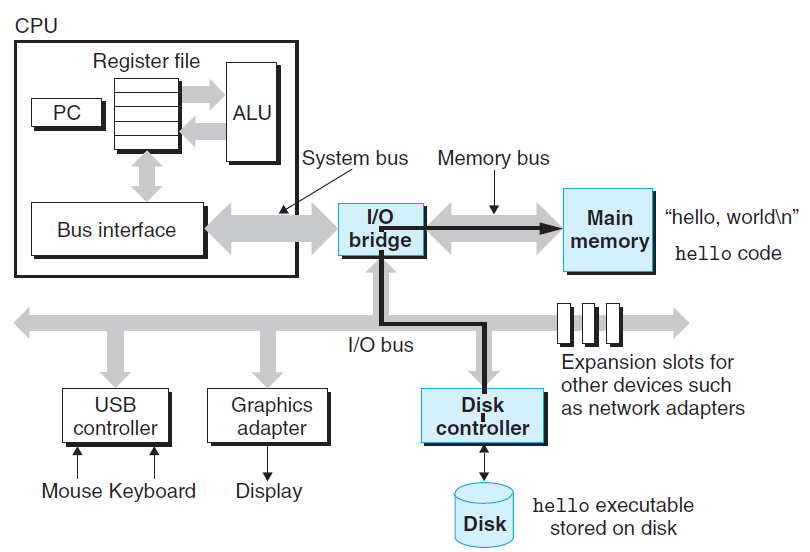 CPU
Register file
PC
ALU
System bus
Memory bus
Bus interface
I/O
bridge
Main
memory
“hello, world\n”
hello code
I/O bus
Expansion slots for
other devices such
as network adapters
USB
controller
Graphics
adapter
Disk
controller
Mouse Keyboard
Display
Disk
hello executable
stored on disk